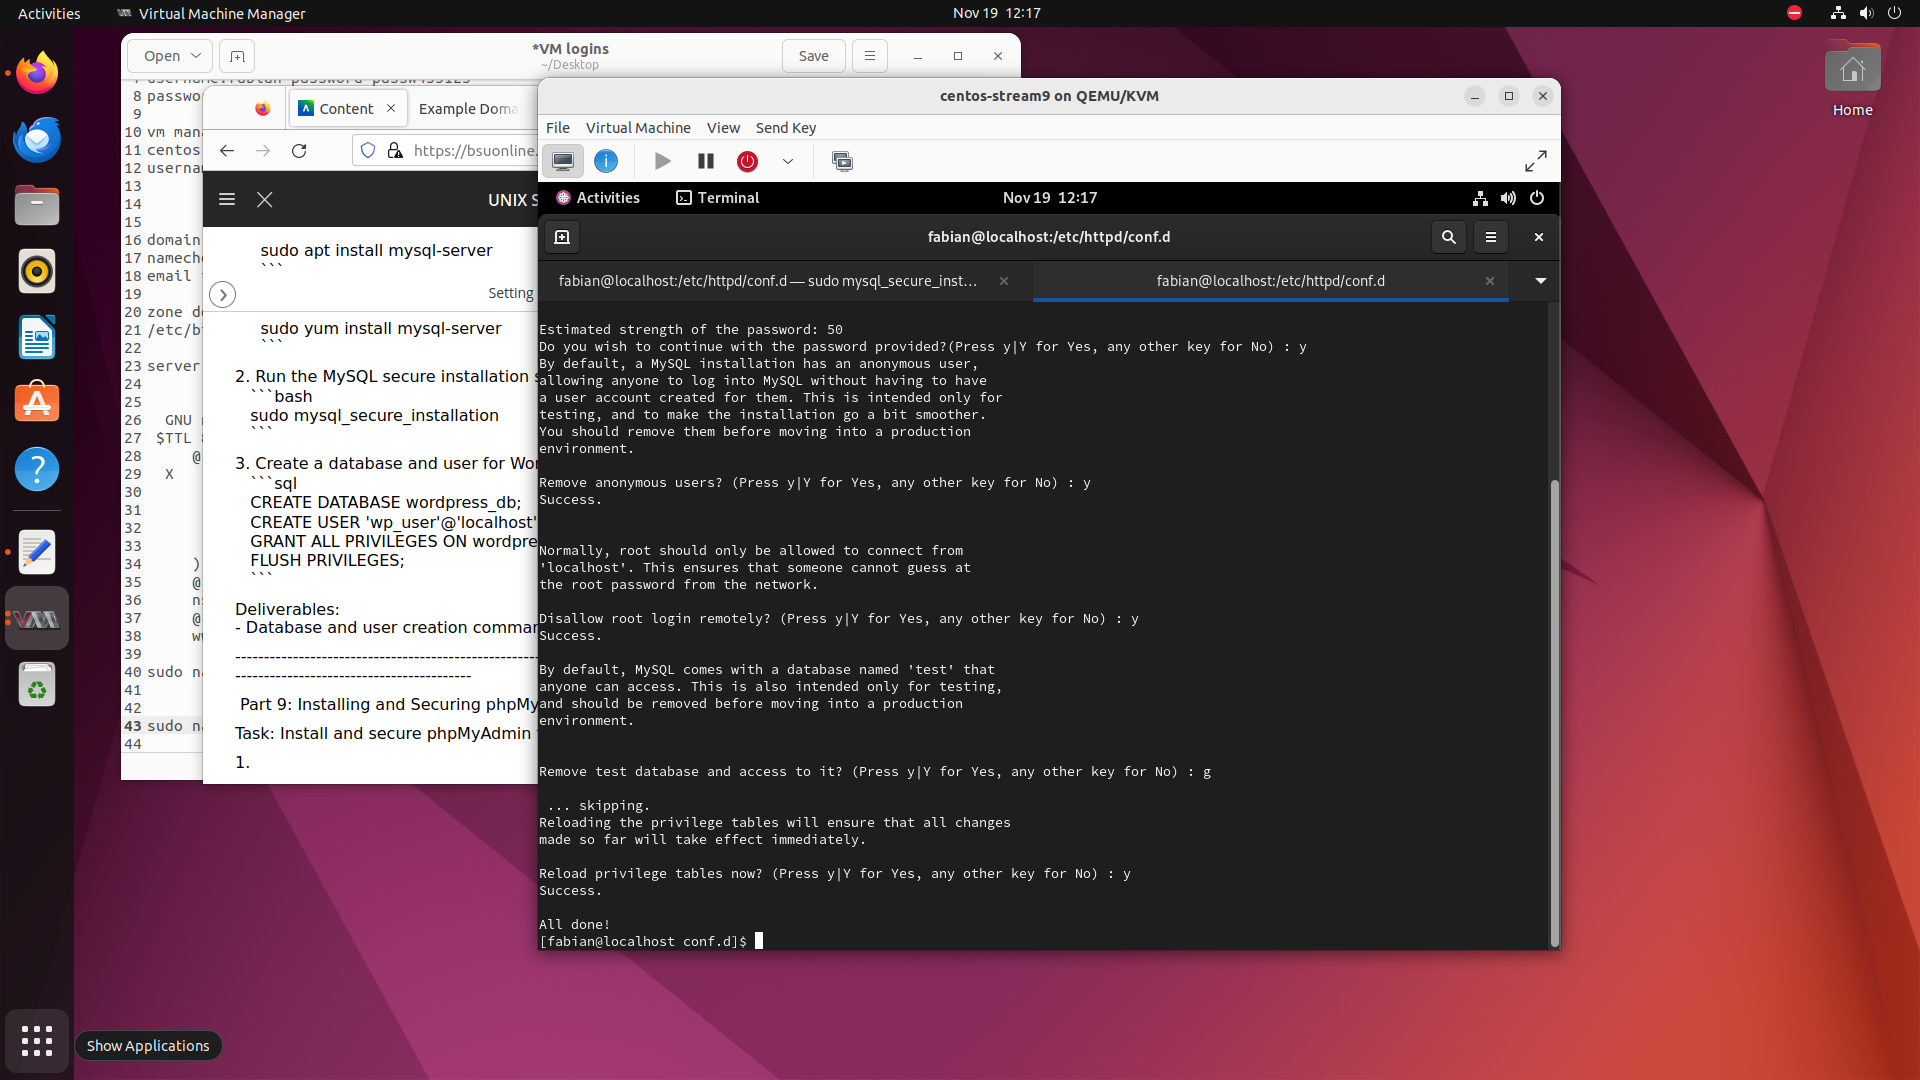 Activities
Virtual Machine Manager
Nov 19 12:17
Open
*VM logins
~/Desktop
Save
8 passwo
9
10 vm mana
11 centos
12 userna
13
14
15
16 domain
17 namech
18 email
19
20 zone d
21 /etc/b
22
23 server
24
25
26 GNU
27 $TTL
28 @
29 X
30
31
32
33
34 )
35 @
36 n
37 @
38 w
39
40 sudo n
41
42
43 sudo n
44
Content
Example Doma
https://bsuonline.
UNIX S
sudo apt install mysql-server
```
Setting
sudo yum install mysql-server
```
2. Run the MySQL secure installation s
```bash
sudo mysql_secure_installation
```
3. Create a database and user for Wo
```sql
CREATE DATABASE wordpress_db;
CREATE USER 'wp_user'@'localhost'
GRANT ALL PRIVILEGES ON wordpre
FLUSH PRIVILEGES;
```
Deliverables:
- Database and user creation comman
-----------------------------------------------------
-----------------------------------------
Part 9: Installing and Securing phpMy
Task: Install and secure phpMyAdmin
1.
centos-stream9 on QEMU/KVM
File
Virtual Machine
View
Send Key
Activities
Terminal
Nov 19 12:17
fabian@localhost:/etc/httpd/conf.d
fabian@localhost:/etc/httpd/conf.d — sudo mysql_secure_inst...
fabian@localhost:/etc/httpd/conf.d
Estimated strength of the password: 50
Do you wish to continue with the password provided?(Press y|Y for Yes, any other key for No) : y
By default, a MySQL installation has an anonymous user,
allowing anyone to log into MySQL without having to have
a user account created for them. This is intended only for
testing, and to make the installation go a bit smoother.
You should remove them before moving into a production
environment.
Remove anonymous users? (Press y|Y for Yes, any other key for No) : y
Success.
Normally, root should only be allowed to connect from
'localhost'. This ensures that someone cannot guess at
the root password from the network.
Disallow root login remotely? (Press y|Y for Yes, any other key for No) : y
Success.
By default, MySQL comes with a database named 'test' that
anyone can access. This is also intended only for testing,
and should be removed before moving into a production
environment.
Remove test database and access to it? (Press y|Y for Yes, any other key for No) : g
... skipping.
Reloading the privilege tables will ensure that all changes
made so far will take effect immediately.
Reload privilege tables now? (Press y|Y for Yes, any other key for No) : y
Success.
All done!
[fabian@localhost conf.d]$
Home
Show Applications